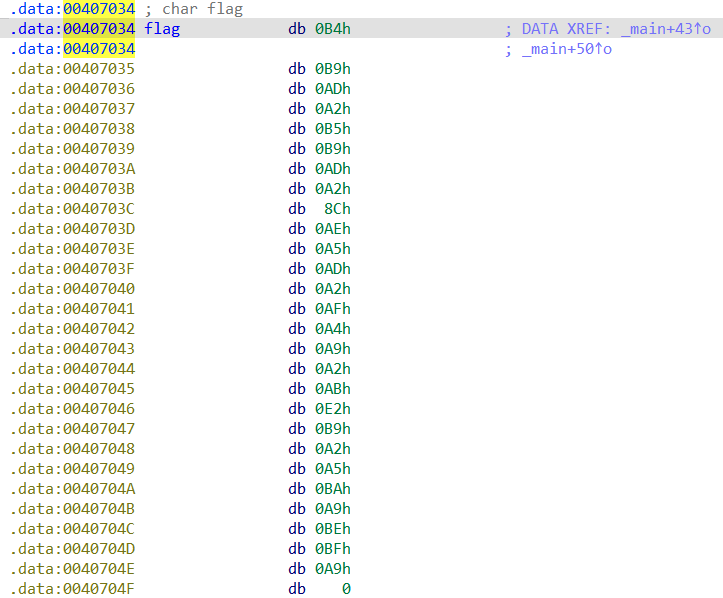 .data:00407034 ; char flag
.data:00407034 flag db 0B4h ; DATA XREF: _main+43↑o
.data:00407034 ; _main+50↑o
.data:00407035 db 0B9h
.data:00407036 db 0ADh
.data:00407037 db 0A2h
.data:00407038 db 0B5h
.data:00407039 db 0B9h
.data:0040703A db 0ADh
.data:0040703B db 0A2h
.data:0040703C db 8Ch
.data:0040703D db 0AEh
.data:0040703E db 0A5h
.data:0040703F db 0ADh
.data:00407040 db 0A2h
.data:00407041 db 0AFh
.data:00407042 db 0A4h
.data:00407043 db 0A9h
.data:00407044 db 0A2h
.data:00407045 db 0ABh
.data:00407046 db 0E2h
.data:00407047 db 0B9h
.data:00407048 db 0A2h
.data:00407049 db 0A5h
.data:0040704A db 0BAh
.data:0040704B db 0A9h
.data:0040704C db 0BEh
.data:0040704D db 0BFh
.data:0040704E db 0A9h
.data:0040704F db 0